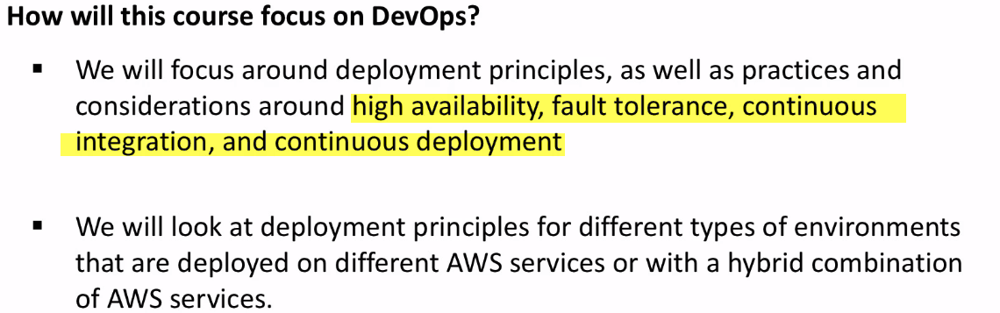 How will this course focus on DevOps?
▪ We will focus around deployment principles, as well as practices and
considerations around high availability, fault tolerance, continuous
integration, and continuous deployment
▪ We will look at deployment principles for different types of environments
that are deployed on different AWS services or with a hybrid combination
of AWS services.